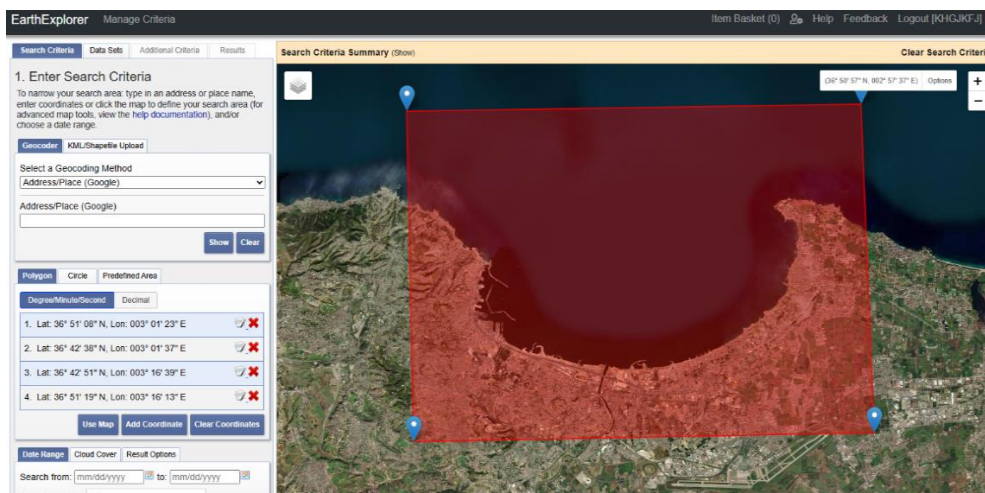 EarthExplorer Manage Criteria Item Basket (0) Help Feedback Logout [KHGJKFJ]
Search Criteria Data Sets Additional Criteria Results
Search Criteria Summary (Show) Clear Search Criteri
1. Enter Search Criteria
To narrow your search area: type in an address or place name,
enter coordinates or click the map to define your search area (for
advanced map tools, view the help documentation), and/or
choose a date range.
(36° 50' 57" N, 002° 57' 37" E) Options +
−
Geocoder KML/Shapefile Upload
Select a Geocoding Method
Address/Place (Google)
Address/Place (Google)
Show Clear
Polygon Circle Predefined Area
Degree/Minute/Second Decimal
1. Lat: 36° 51' 08" N, Lon: 003° 01' 23" E
2. Lat: 36° 42' 38" N, Lon: 003° 01' 37" E
3. Lat: 36° 42' 51" N, Lon: 003° 16' 39" E
4. Lat: 36° 51' 19" N, Lon: 003° 16' 13" E
Use Map Add Coordinate Clear Coordinates
Date Range Cloud Cover Result Options
Search from: mm/dd/yyyy to: mm/dd/yyyy